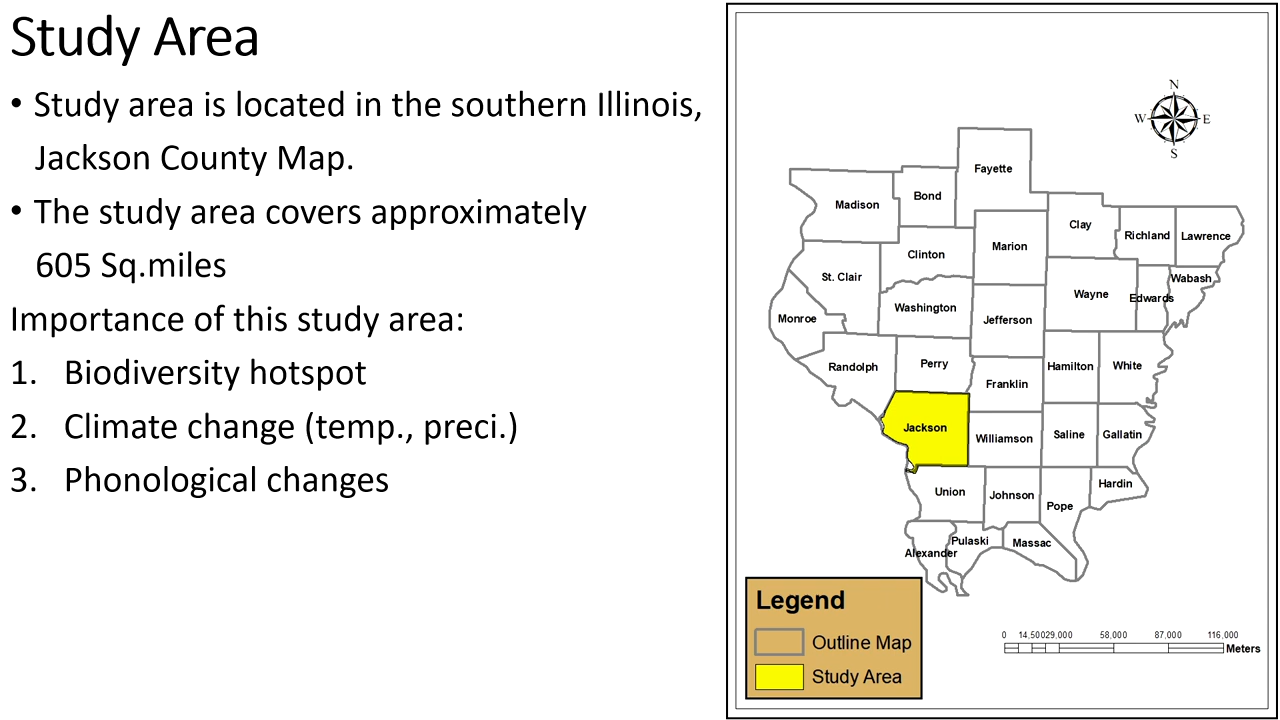 Study Area
• Study area is located in the southern Illinois,
Jackson County Map.
• The study area covers approximately
605 Sq.miles
Importance of this study area:
1. Biodiversity hotspot
2. Climate change (temp., preci.)
3. Phonological changes
N
W E
S
Fayette
Bond
Madison
Clay
Richland
Lawrence
Marion
Clinton
St. Clair
Wabash
Wayne
Edwards
Washington
Monroe
Jefferson
Randolph
Perry
Hamilton
White
Franklin
Jackson
Williamson
Saline
Gallatin
Union
Johnson
Pope
Hardin
Alexander
Pulaski
Massac
Legend
Outline Map
Study Area
0 14,500 29,000 58,000 87,000 116,000
Meters